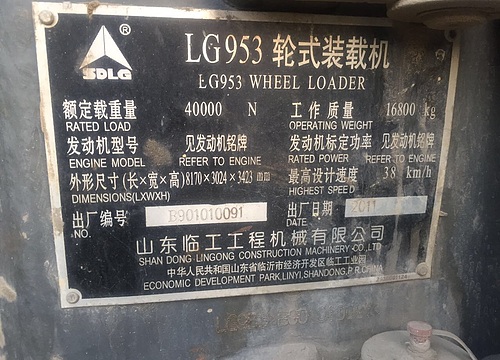 ®
SDLG
LG953 轮式装载机
LG953 WHEEL LOADER
额定载重量 40000 N 工作质量 16800 kg
RATED LOAD OPERATING WEIGHT
发动机型号 见发动机铭牌 发动机标定功率 见发动机铭牌
ENGINE MODEL REFER TO ENGINE RATED POWER REFER TO ENGINE
外形尺寸(长×宽×高) 8170×3024×3423 mm 最高设计速度 38 km/h
DIMENSIONS(LXWXH) HIGHEST SPEED
出厂编号 B901010091 出厂日期 2011
NO. DATE
山东临工工程机械有限公司
SHAN DONG LINGONG CONSTRUCTION MACHINERY CO.,LTD
中华人民共和国山东省临沂市经济开发区临工工业园
ECONOMIC DEVELOPMENT PARK,LINYI,SHANDONG,P.R.CHINA